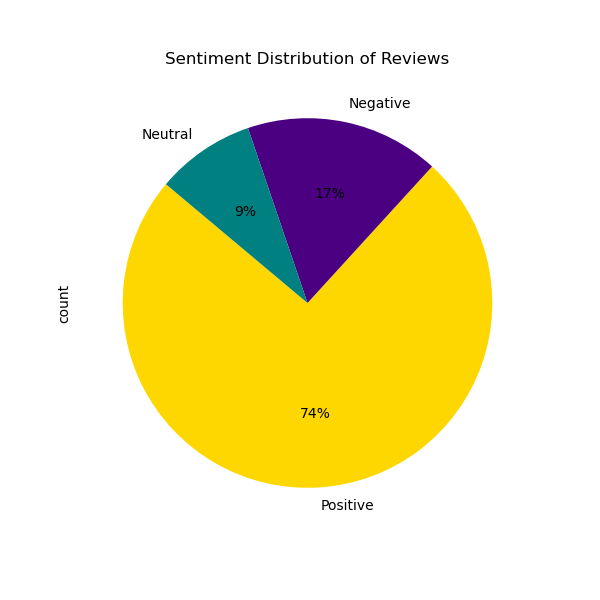 Sentiment Distribution of Reviews
Negative
Neutral
17%
9%
count
74%
Positive